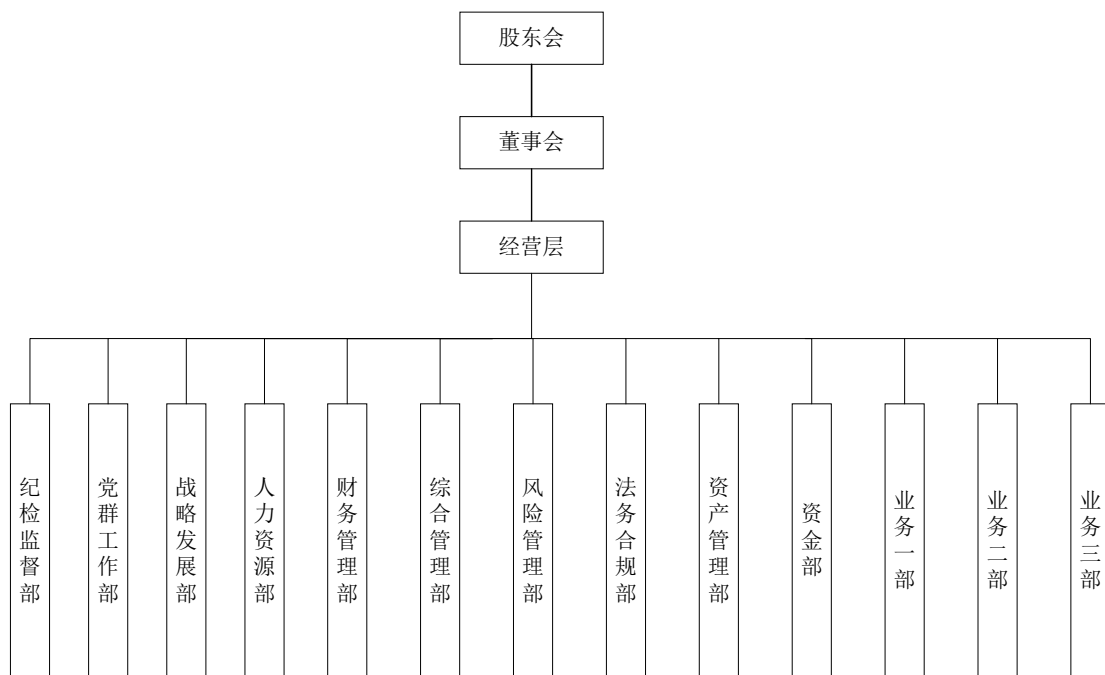 股东会
董事会
经营层
纪检监督部
党群工作部
战略发展部
人力资源部
财务管理部
综合管理部
风险管理部
法务合规部
资产管理部
资金部
业务一部
业务二部
业务三部